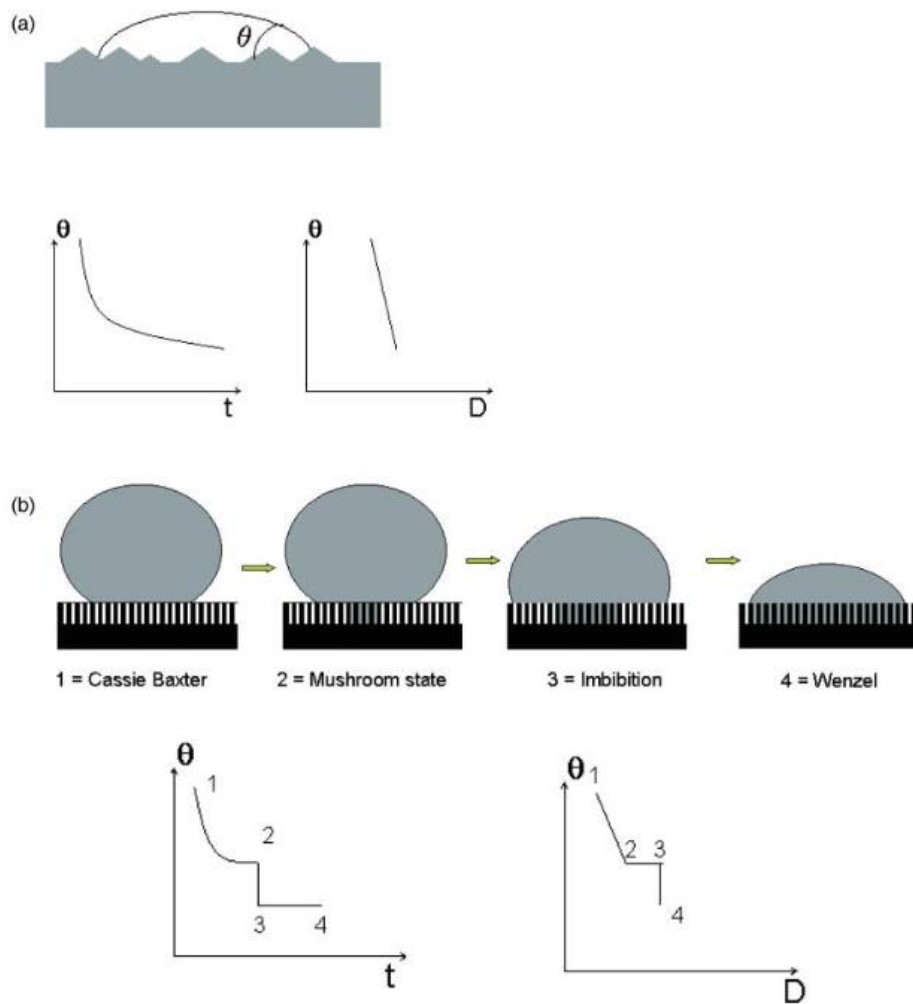 (a)
θ
θ
θ
t
D
(b)
1 = Cassie Baxter
2 = Mushroom state
3 = Imbibition
4 = Wenzel
θ
1
2
3
4
t
θ
1
2
3
4
D